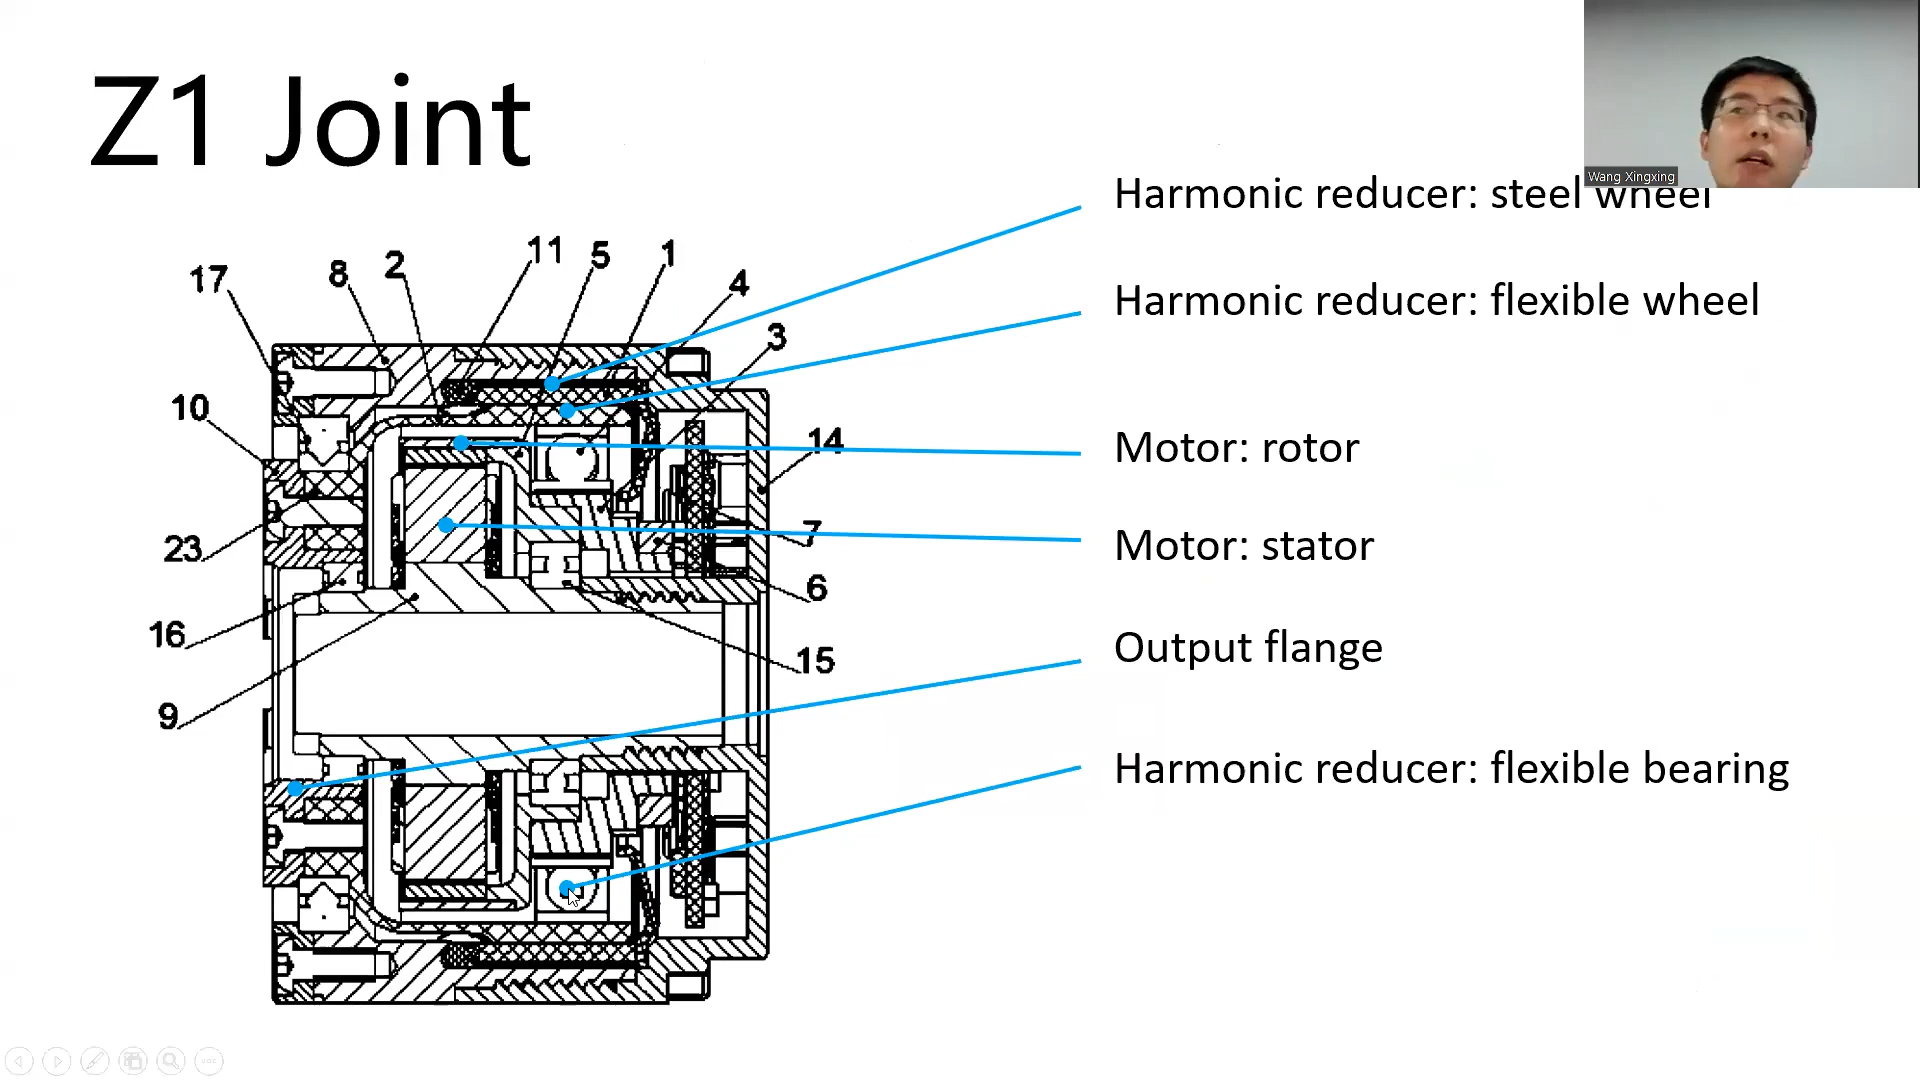 Z1 Joint
Wang Xingxing
Harmonic reducer: steel wheel
Harmonic reducer: flexible wheel
Motor: rotor
Motor: stator
Output flange
Harmonic reducer: flexible bearing
17
8
2
11
5
1
4
3
10
14
23
7
6
16
15
9